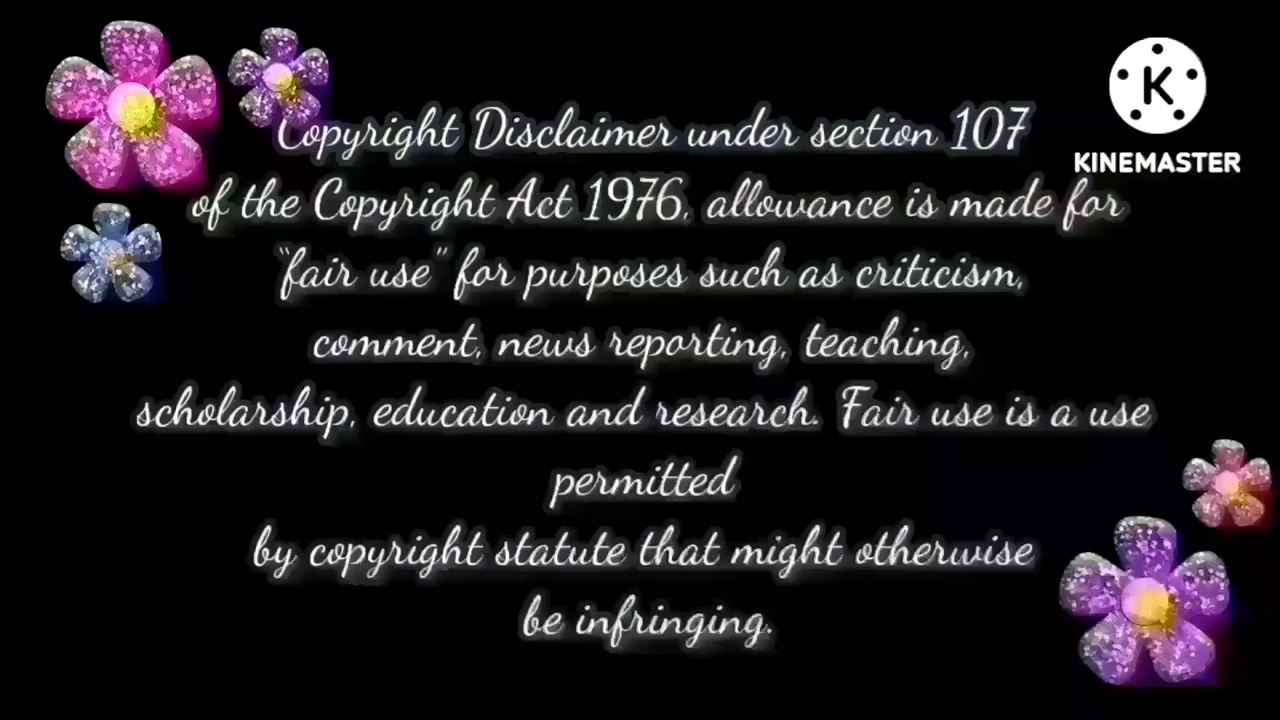 K
KINEMASTER
Copyright Disclaimer under section 107
of the Copyright Act 1976, allowance is made for
“fair use” for purposes such as criticism,
comment, news reporting, teaching,
scholarship, education and research. Fair use is a use
permitted
by copyright statute that might otherwise
be infringing.